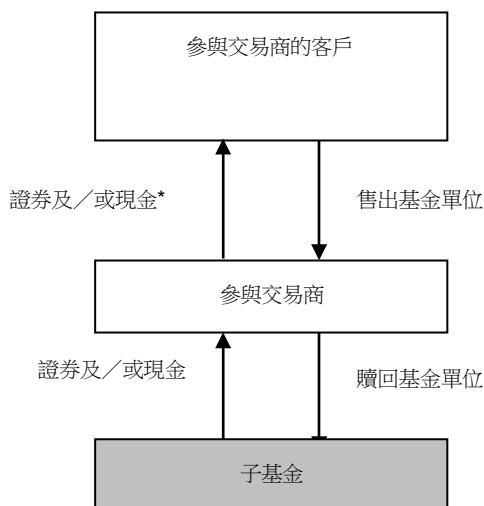 參與交易商的客戶
證券及／或現金*
售出基金單位
參與交易商
證券及／或現金
贖回基金單位
子基金